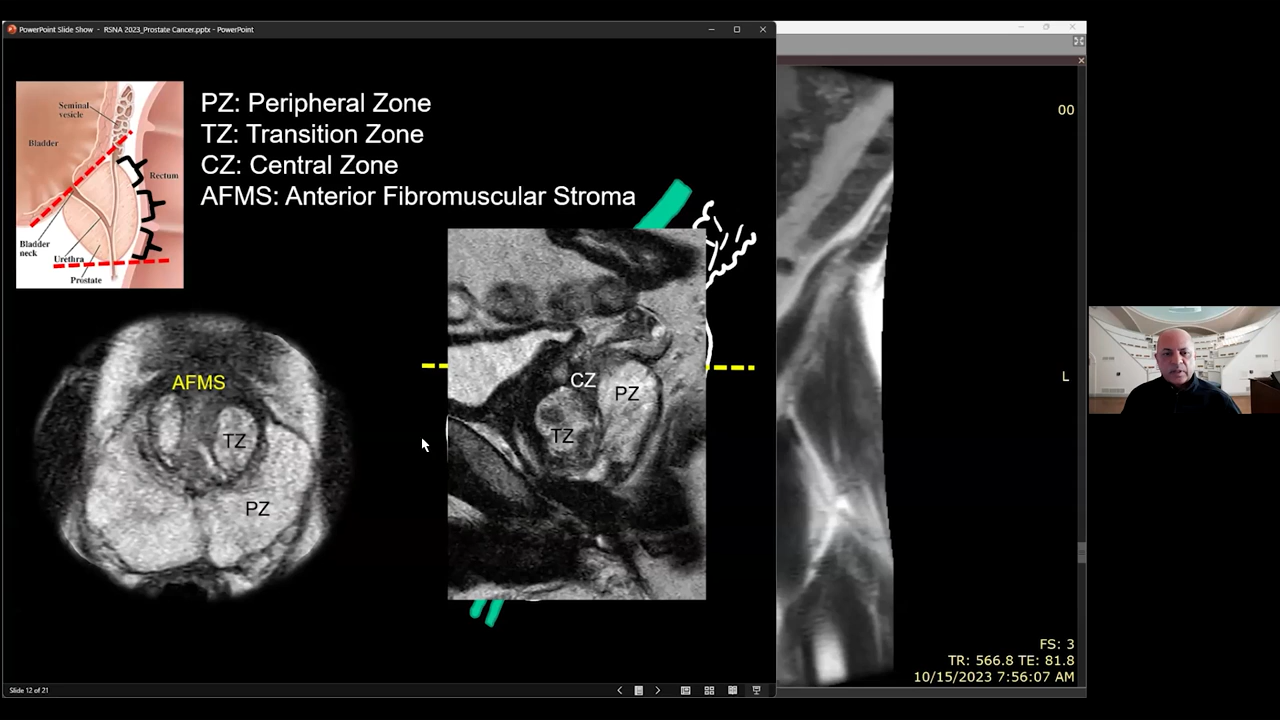 PowerPoint Slide Show - RSNA 2023_Prostate Cancer.pptx - PowerPoint
Seminal
vesicle
Bladder
Rectum
Bladder
neck
Urethra
Prostate
PZ: Peripheral Zone
TZ: Transition Zone
CZ: Central Zone
AFMS: Anterior Fibromuscular Stroma
AFMS
TZ
PZ
CZ
PZ
TZ
00
L
FS: 3
TR: 566.8 TE: 81.8
10/15/2023 7:56:07 AM
Slide 12 of 21